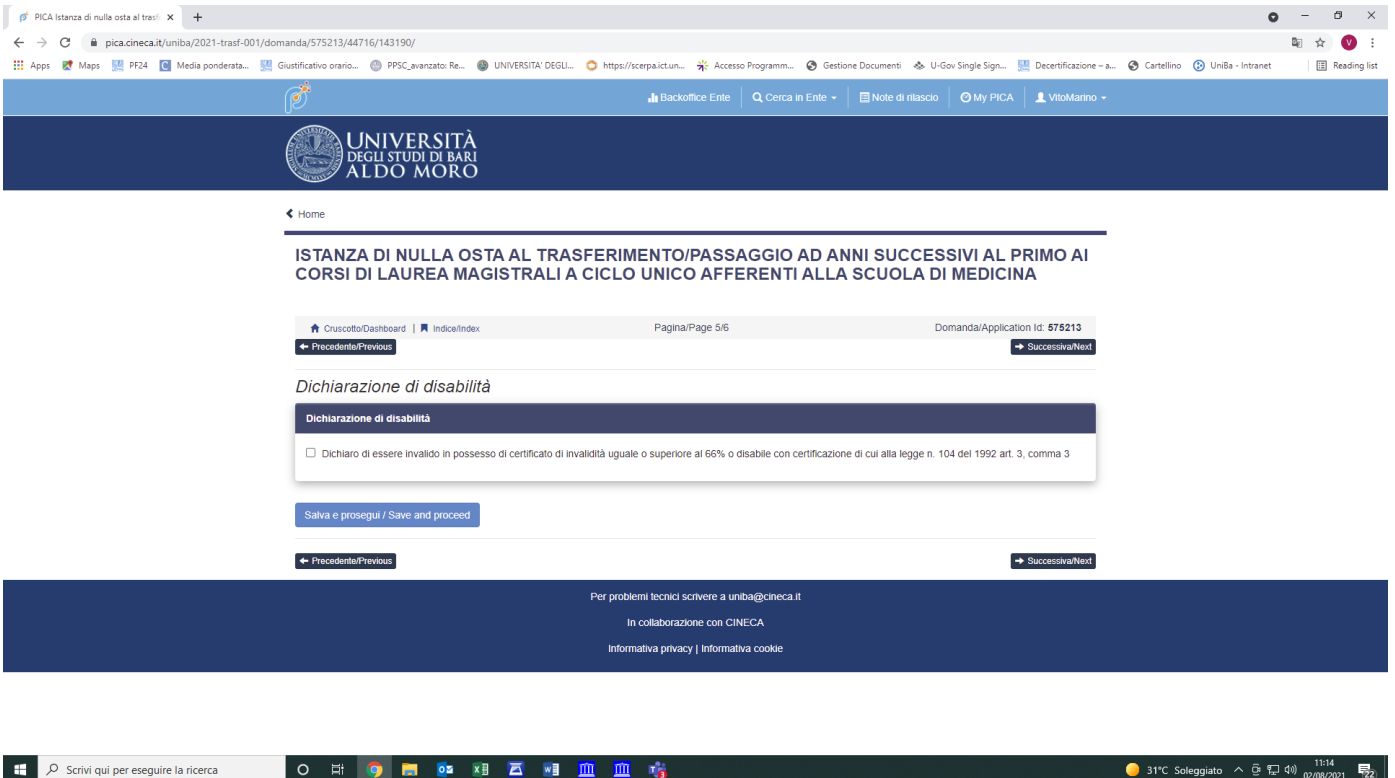 PICA Istanza di nulla osta al trasf
pica.cineca.it/uniba/2021-trasf-001/domanda/575213/44716/143190/
V
Apps Maps PF24 Media ponderata... Giustificativo orario... PPSC_avanzato: Re... UNIVERSITA' DEGLI... https://scerpa.ict.un... Accesso Programm... Gestione Documenti U-Gov Single Sign... Decertificazione – a... Cartellino UniBa - Intranet Reading list
Backoffice Ente Cerca in Ente Note di rilascio My PICA VitoMarino
UNIVERSITÀ
DEGLI STUDI DI BARI
ALDO MORO
Home
ISTANZA DI NULLA OSTA AL TRASFERIMENTO/PASSAGGIO AD ANNI SUCCESSIVI AL PRIMO AI
CORSI DI LAUREA MAGISTRALI A CICLO UNICO AFFERENTI ALLA SCUOLA DI MEDICINA
Cruscotto/Dashboard | Indice/Index Pagina/Page 5/6 Domanda/Application Id: 575213
Precedente/Previous Successiva/Next
Dichiarazione di disabilità
Dichiarazione di disabilità
Dichiaro di essere invalido in possesso di certificato di invalidità uguale o superiore al 66% o disabile con certificazione di cui alla legge n. 104 del 1992 art. 3, comma 3
Salva e prosegui / Save and proceed
Precedente/Previous Successiva/Next
Per problemi tecnici scrivere a uniba@cineca.it
In collaborazione con CINECA
Informativa privacy | Informativa cookie
Scrivi qui per eseguire la ricerca
31°C Soleggiato
11:14
02/08/2021
22